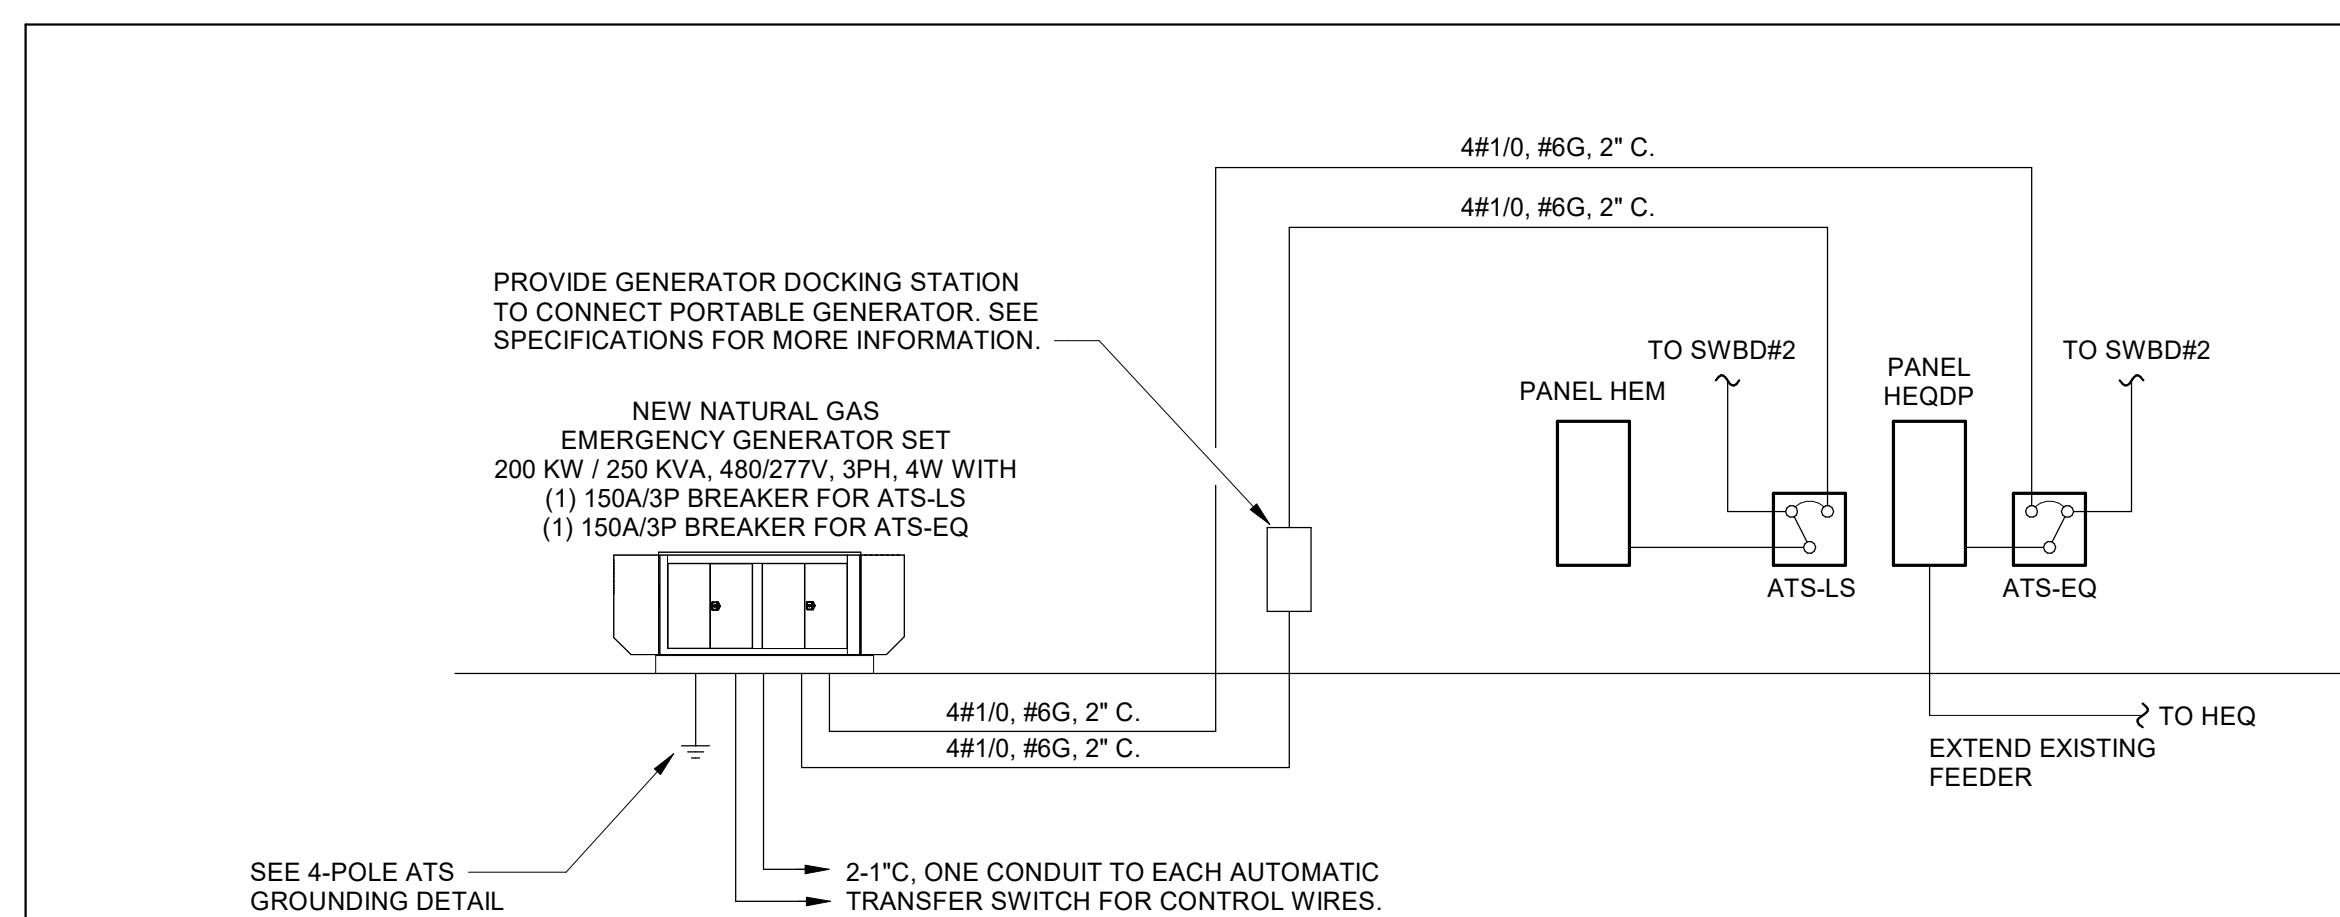 4#1/0, #6G, 2" C.
4#1/0, #6G, 2" C.
PROVIDE GENERATOR DOCKING STATION
TO CONNECT PORTABLE GENERATOR. SEE
SPECIFICATIONS FOR MORE INFORMATION.
TO SWBD#2
PANEL HEM
PANEL
HEQDP
TO SWBD#2
NEW NATURAL GAS
EMERGENCY GENERATOR SET
200 KW / 250 KVA, 480/277V, 3PH, 4W WITH
(1) 150A/3P BREAKER FOR ATS-LS
(1) 150A/3P BREAKER FOR ATS-EQ
ATS-LS
ATS-EQ
4#1/0, #6G, 2" C.
4#1/0, #6G, 2" C.
TO HEQ
EXTEND EXISTING
FEEDER
SEE 4-POLE ATS
GROUNDING DETAIL
2-1"C, ONE CONDUIT TO EACH AUTOMATIC
TRANSFER SWITCH FOR CONTROL WIRES.